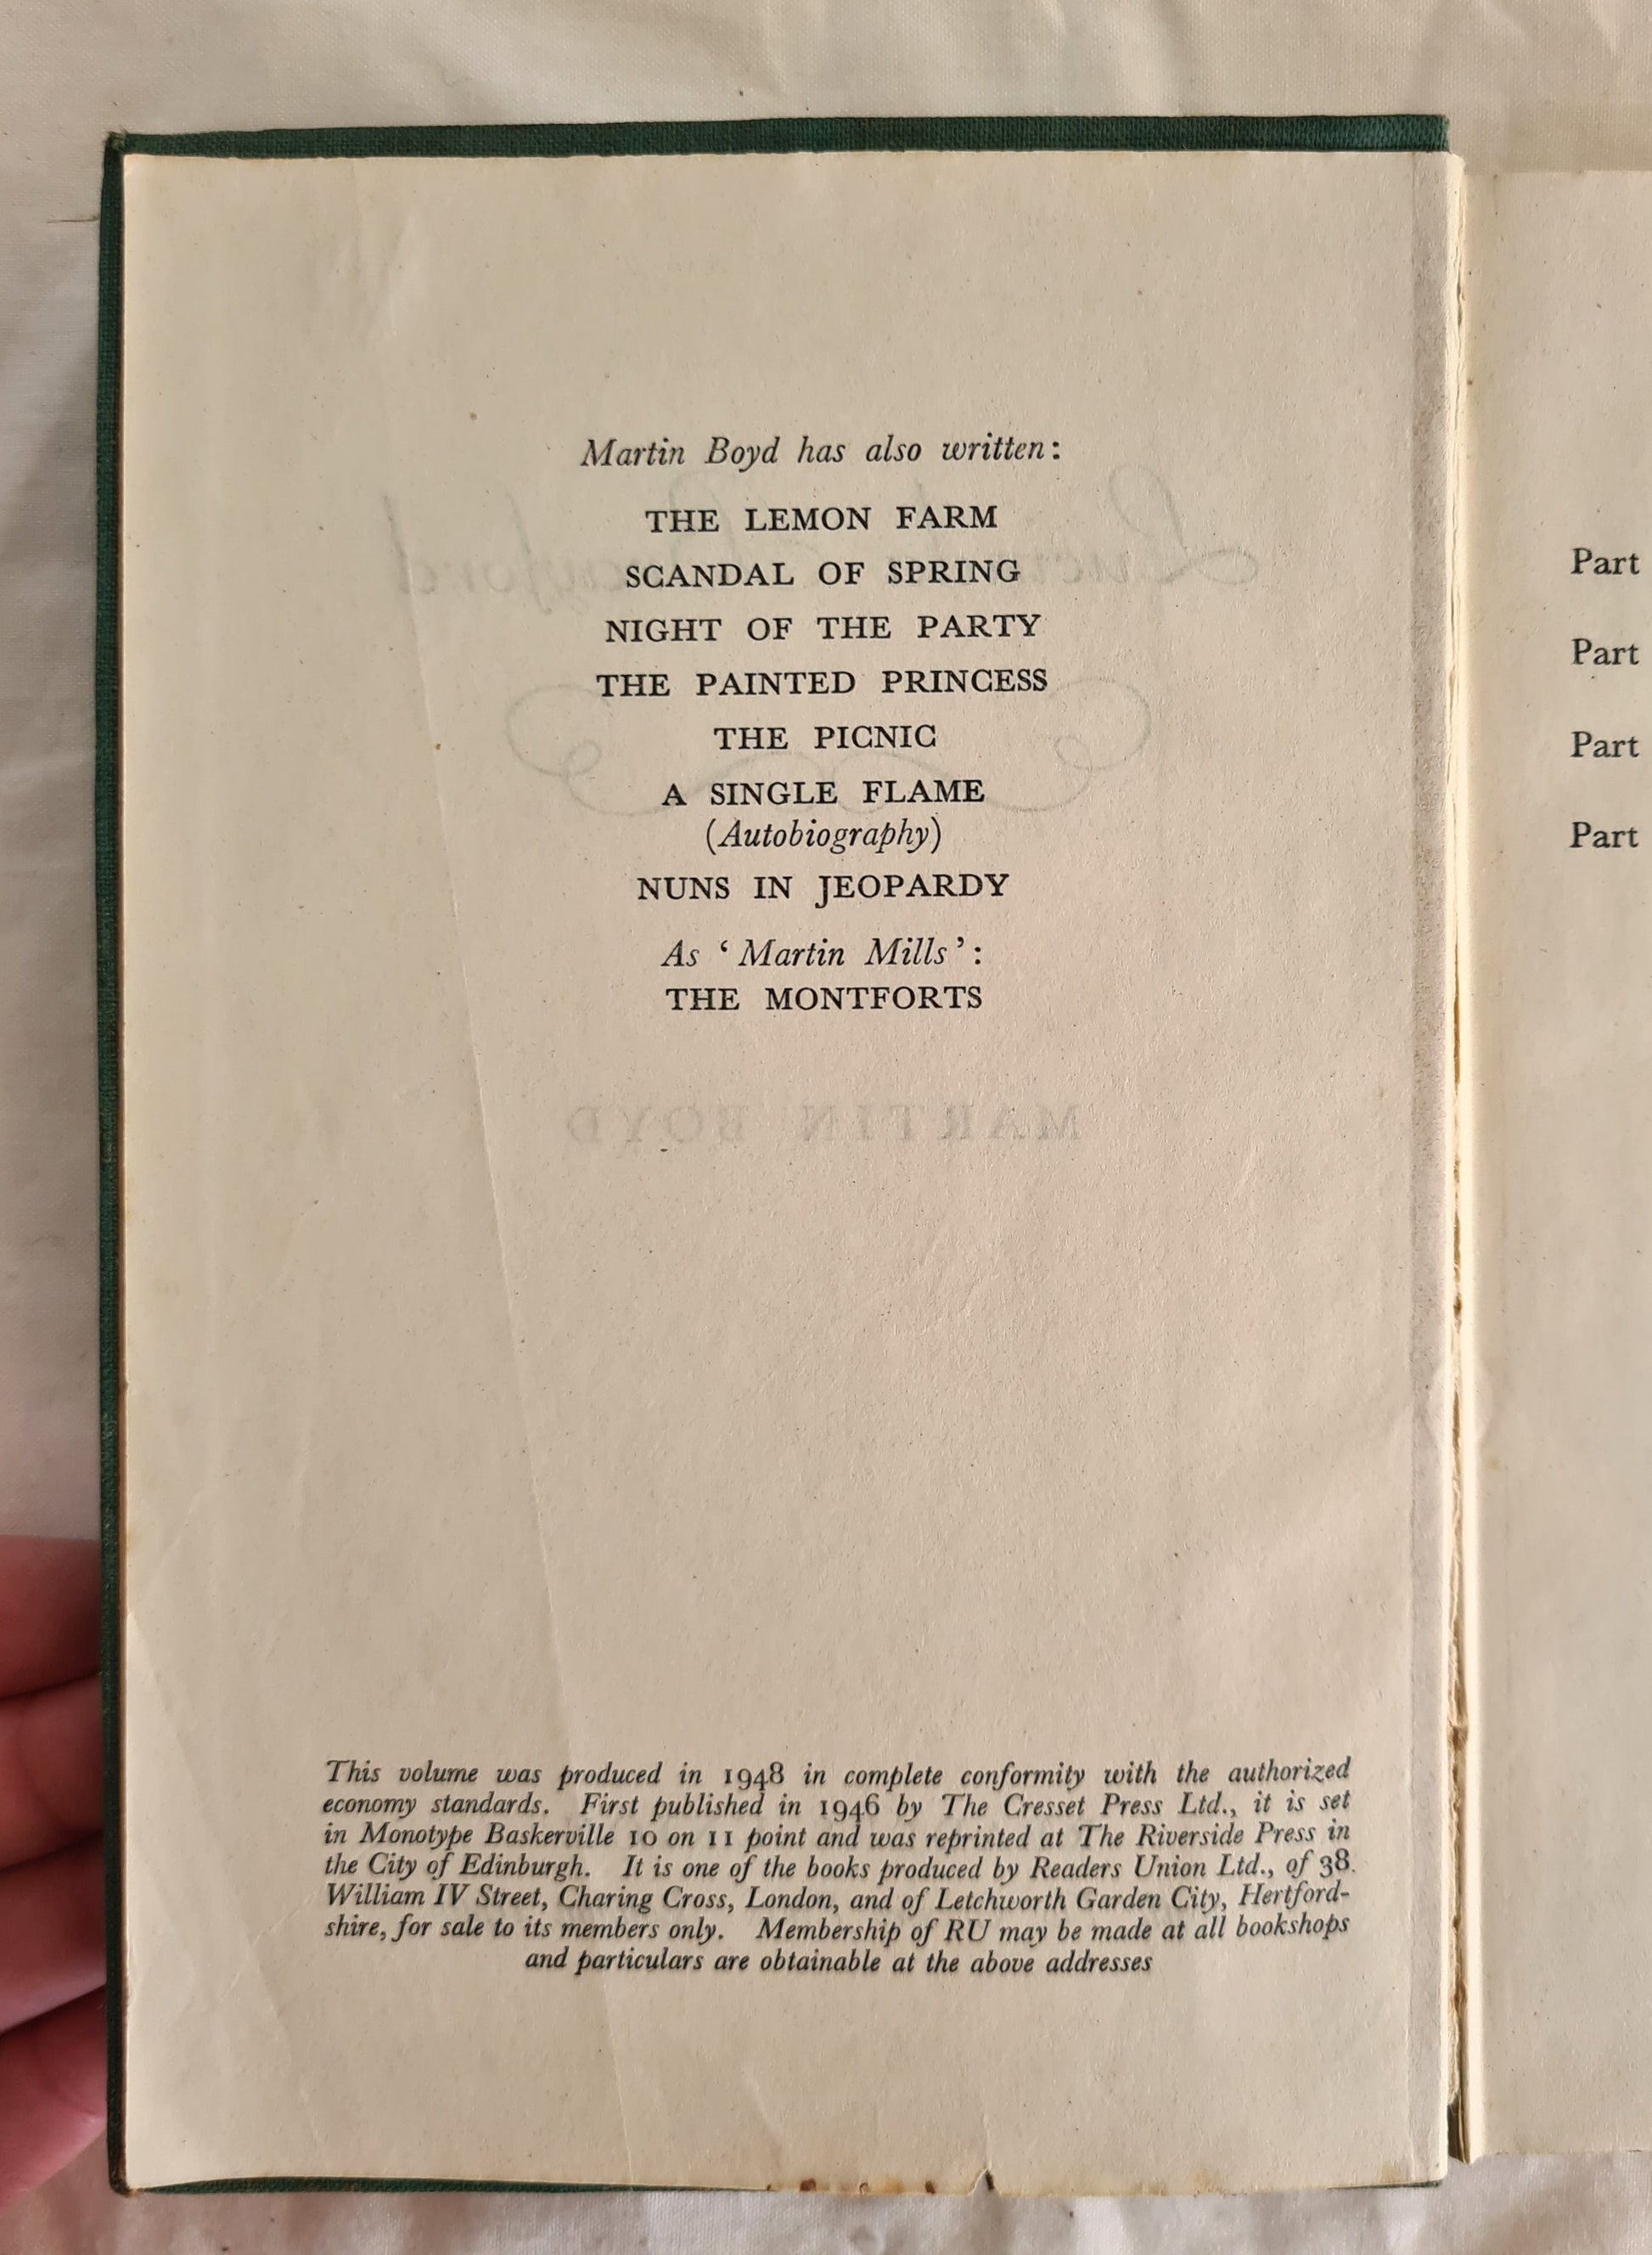 Martin Boyd has also written:
THE LEMON FARM
SCANDAL OF SPRING
NIGHT OF THE PARTY
THE PAINTED PRINCESS
THE PICNIC
A SINGLE FLAME
(Autobiography)
NUNS IN JEOPARDY
As ‘Martin Mills’:
THE MONTFORTS
MARTIN BOYD
This volume was produced in 1948 in complete conformity with the authorized
economy standards. First published in 1946 by The Cresset Press Ltd., it is set
in Monotype Baskerville 10 on 11 point and was reprinted at The Riverside Press in
the City of Edinburgh. It is one of the books produced by Readers Union Ltd., of 38.
William IV Street, Charing Cross, London, and of Letchworth Garden City, Hertford-
shire, for sale to its members only. Membership of RU may be made at all bookshops
and particulars are obtainable at the above addresses
Part
Part
Part
Part